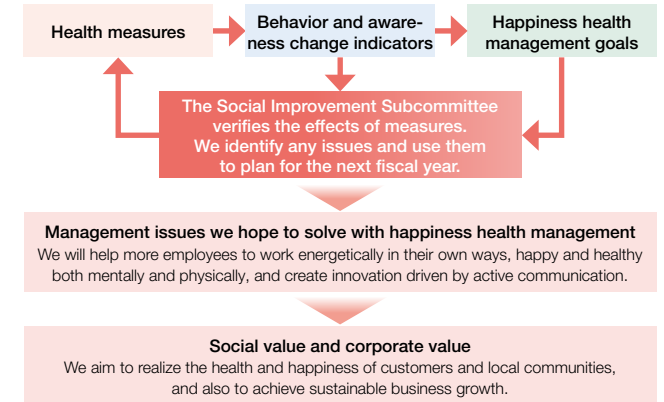 Health measures
Behavior and aware-
ness change indicators
Happiness health
management goals
The Social Improvement Subcommittee
verifies the effects of measures.
We identify any issues and use them
to plan for the next fiscal year.
Management issues we hope to solve with happiness health management
We will help more employees to work energetically in their own ways, happy and healthy
both mentally and physically, and create innovation driven by active communication.
Social value and corporate value
We aim to realize the health and happiness of customers and local communities,
and also to achieve sustainable business growth.